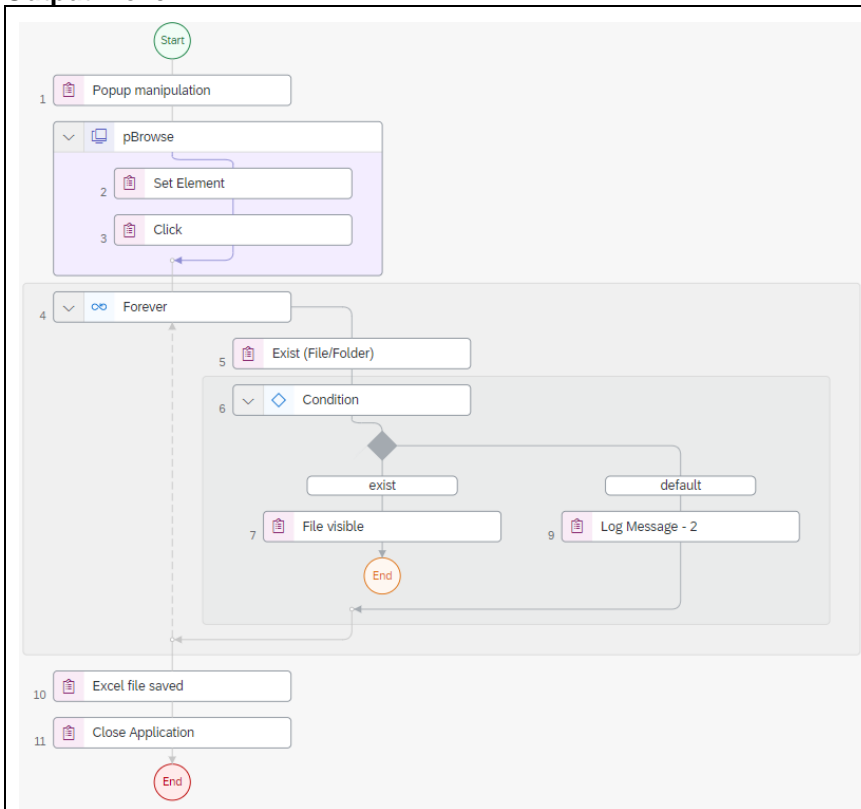 Start
1 Popup manipulation
pBrowse
2 Set Element
3 Click
4 Forever
5 Exist (File/Folder)
6 Condition
exist default
7 File visible 9 Log Message - 2
End
10 Excel file saved
11 Close Application
End